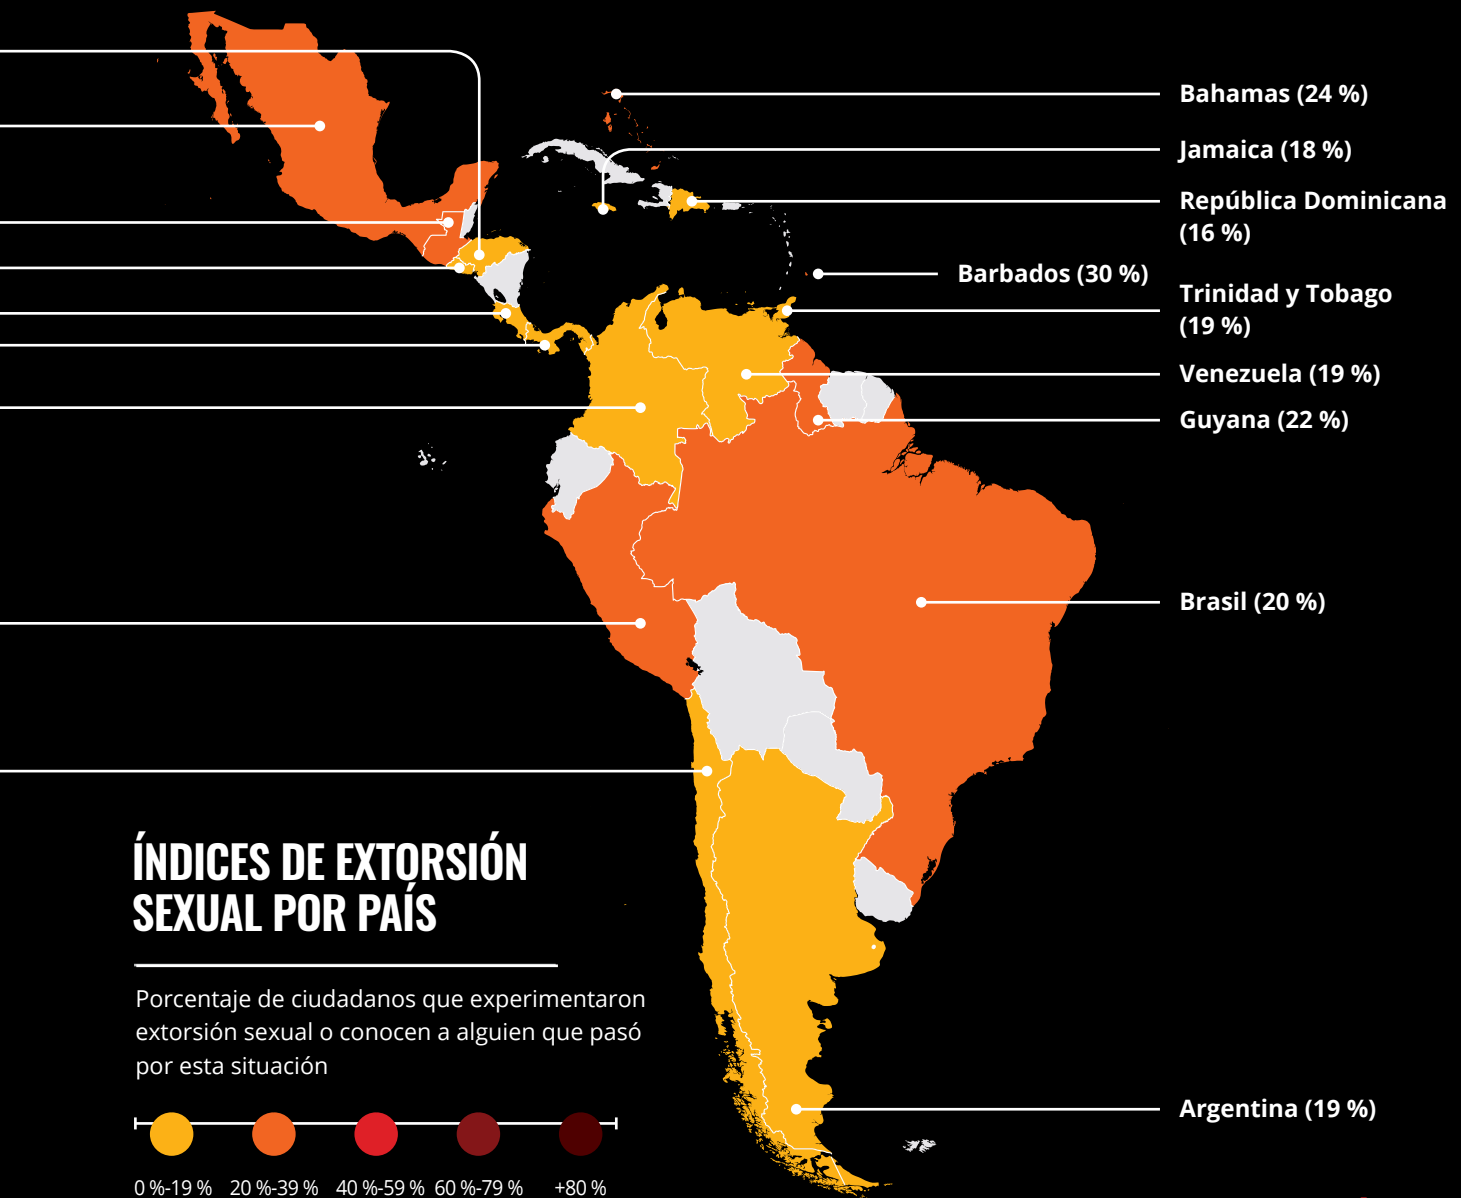 Bahamas (24 %)
Jamaica (18 %)
República Dominicana
(16 %)
Barbados (30 %)
Trinidad y Tobago
(19 %)
Venezuela (19 %)
Guyana (22 %)
Brasil (20 %)
Argentina (19 %)
ÍNDICES DE EXTORSIÓN
SEXUAL POR PAÍS
Porcentaje de ciudadanos que experimentaron
extorsión sexual o conocen a alguien que pasó
por esta situación
0 %-19 % 20 %-39 % 40 %-59 % 60 %-79 % +80 %